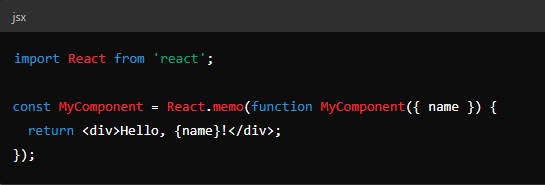 jsx
import React from 'react';
const MyComponent = React.memo(function MyComponent({ name }) {
  return <div>Hello, {name}!</div>;
});